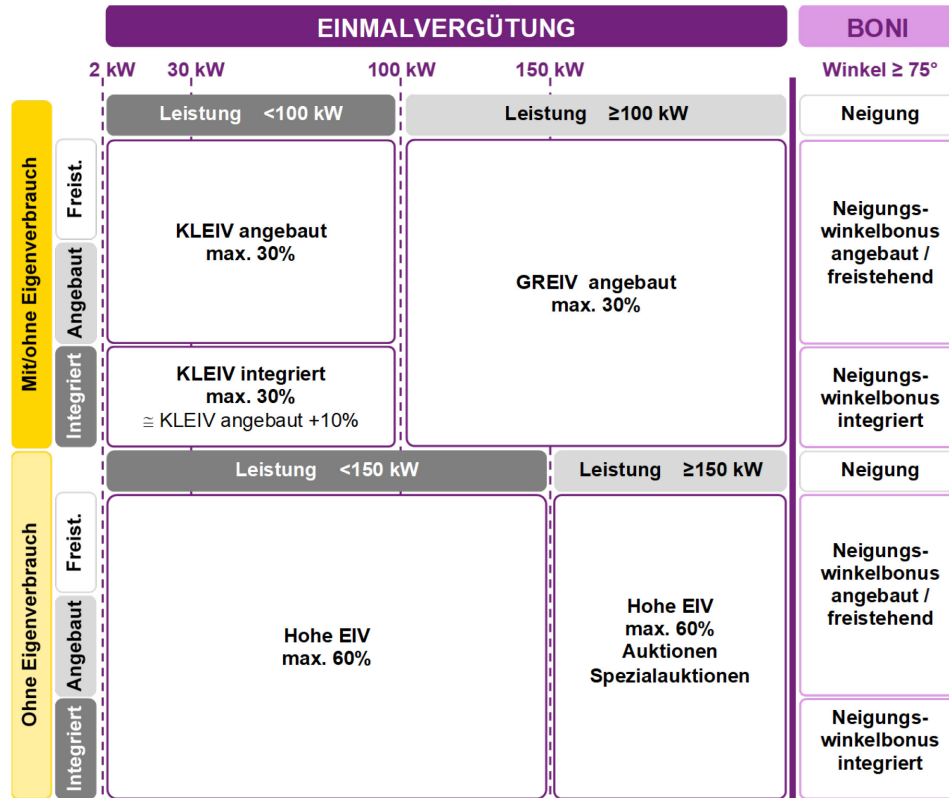 EINMALVERGÜTUNG
BONI
2 kW
30 kW
100 kW
150 kW
Winkel ≥ 75°
Mit/ohne Eigenverbrauch
Leistung <100 kW
Leistung ≥100 kW
Neigung
Freist.
Angebaut
Integriert
KLEIV angebaut
max. 30%
GREIV angebaut
max. 30%
Neigungs-
winkelbonus
angebaut /
freistehend
KLEIV integriert
max. 30%
≅ KLEIV angebaut +10%
Neigungs-
winkelbonus
integriert
Ohne Eigenverbrauch
Leistung <150 kW
Leistung ≥150 kW
Neigung
Freist.
Angebaut
Integriert
Hohe EIV
max. 60%
Hohe EIV
max. 60%
Auktionen
Spezialauktionen
Neigungs-
winkelbonus
angebaut /
freistehend
Neigungs-
winkelbonus
integriert